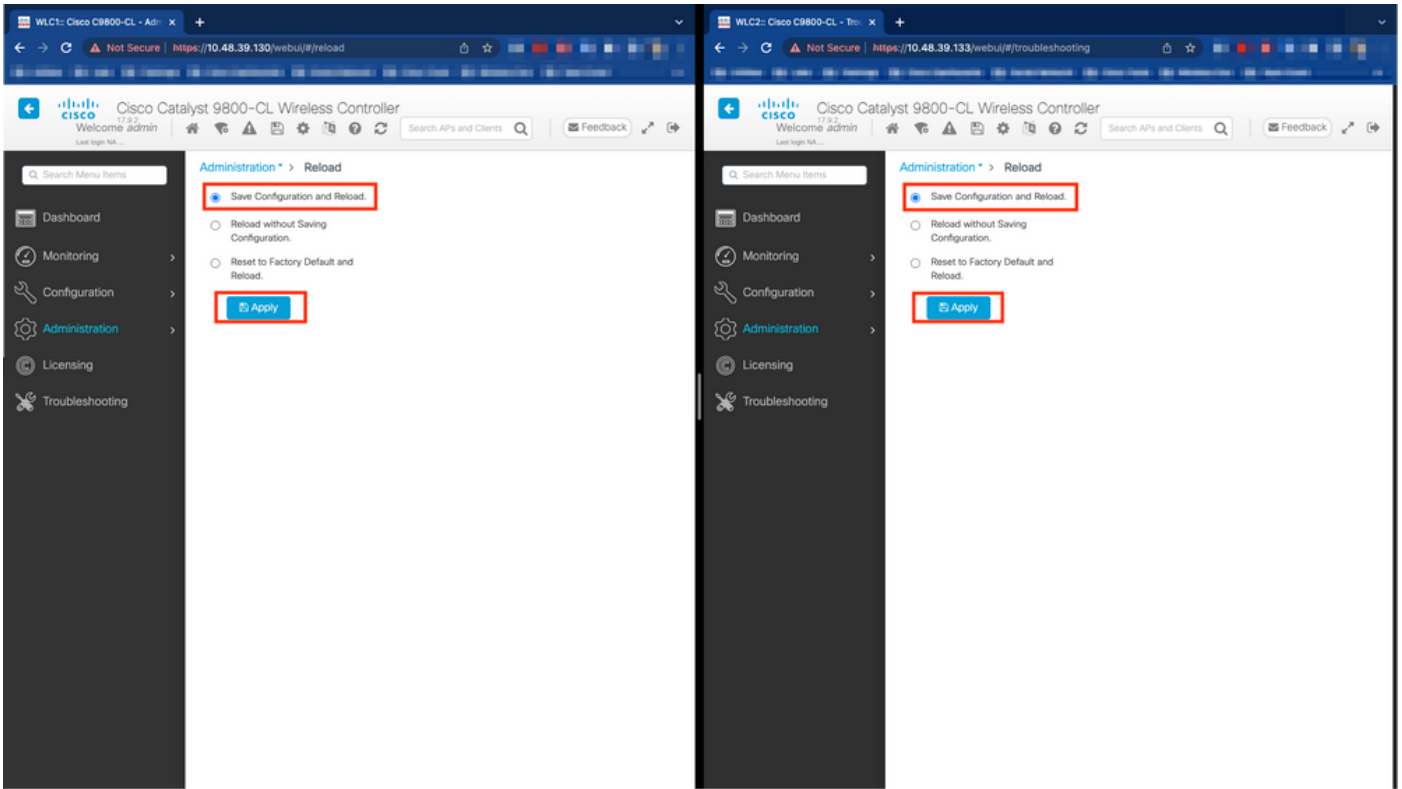 WLC1:: Cisco C9800-CL - Adm
Not Secure | https://10.48.39.130/webui/#/reload
cisco
Cisco Catalyst 9800-CL Wireless Controller
17.9.2
Welcome admin
Last login NA ...
Search APs and Clients
Feedback
Search Menu Items
Dashboard
Monitoring
Configuration
Administration
Licensing
Troubleshooting
Administration * > Reload
Save Configuration and Reload.
Reload without Saving
Configuration.
Reset to Factory Default and
Reload.
Apply
WLC2:: Cisco C9800-CL - Tro
Not Secure | https://10.48.39.133/webui/#/troubleshooting
cisco
Cisco Catalyst 9800-CL Wireless Controller
17.9.2
Welcome admin
Last login NA ...
Search APs and Clients
Feedback
Search Menu Items
Dashboard
Monitoring
Configuration
Administration
Licensing
Troubleshooting
Administration * > Reload
Save Configuration and Reload.
Reload without Saving
Configuration.
Reset to Factory Default and
Reload.
Apply